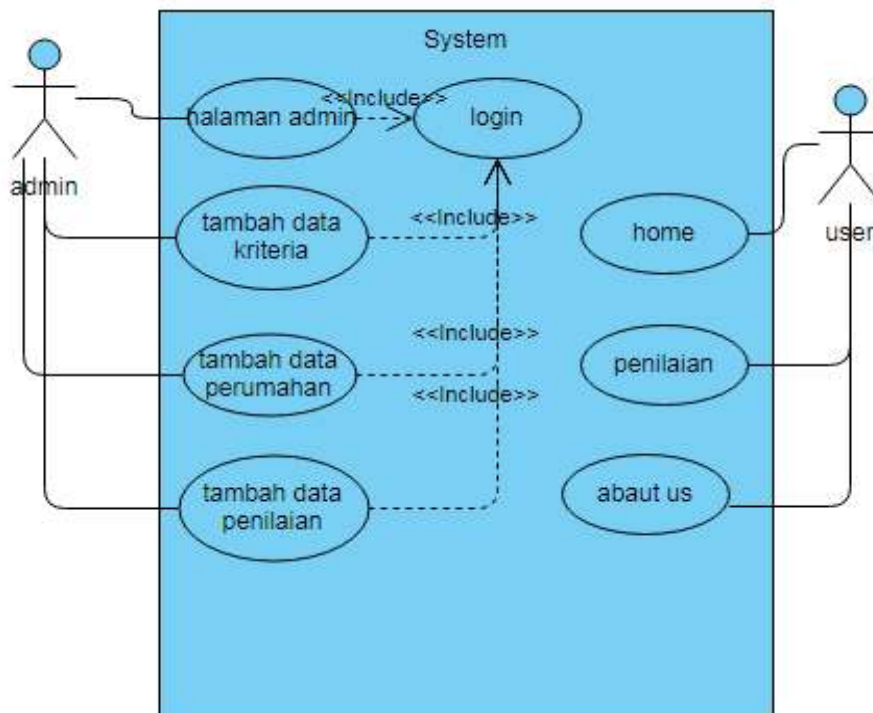 System
halaman admin
<<Include>>
login
admin
tambah data
kriteria
<<Include>>
home
user
<<Include>>
tambah data
perumahan
penilaian
<<Include>>
tambah data
penilaian
abaut us